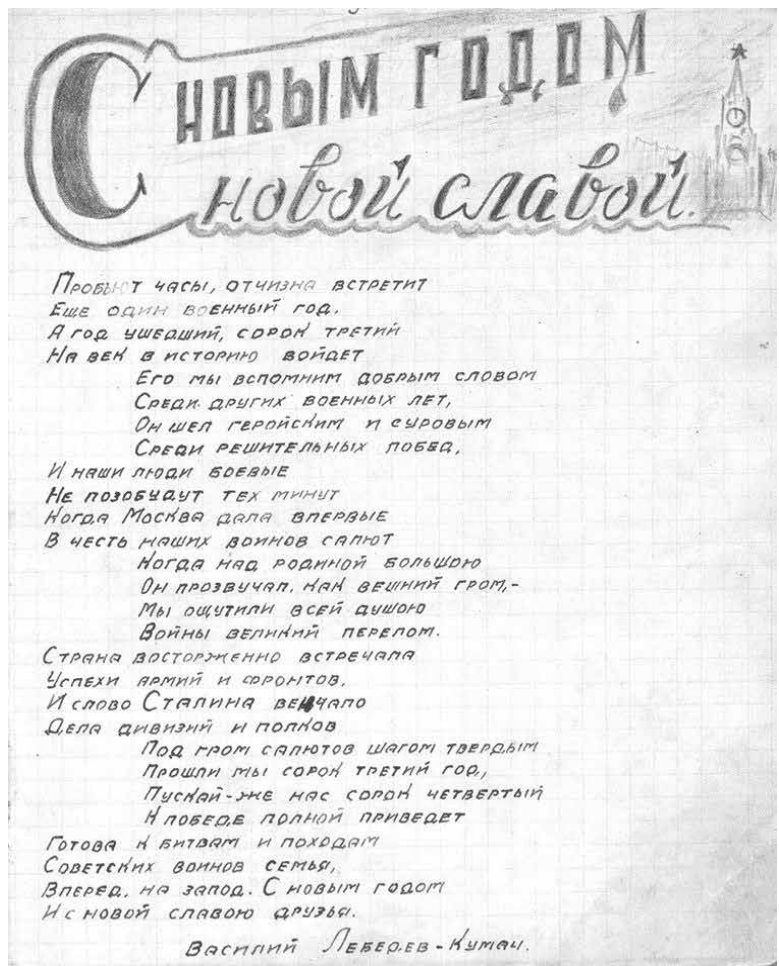 С НОВЫМ ГОДОМ
С новой славой.
Пробьют часы, отчизна встретит
Еще один военный год,
А год ушедший, сорок третий
На век в историю войдет
Его мы вспомним добрым словом
Среди других военных лет,
Он шел геройским и суровым
Среди решительных побед,
И наши люди боевые
Не позобудут тех минут
Когда Москва дала впервые
В честь наших воинов салют
Когда над родиной большою
Он прозвучал, как вешний гром,-
Мы ощутили всей душою
Войны великий перелом.
Страна восторженно встречала
Успехи армий и фронтов,
И слово Сталина венчало
Дела дивизий и полков
Под гром салютов шагом твердым
Прошли мы сорок третий год,
Пускай-же нас сорок четвертый
К победе полной приведет
Готова к битвам и походам
Советских воинов семья,
Вперед, на запод. С новым годом
И с новой славою друзья.
Василий Лебедев-Кумач.